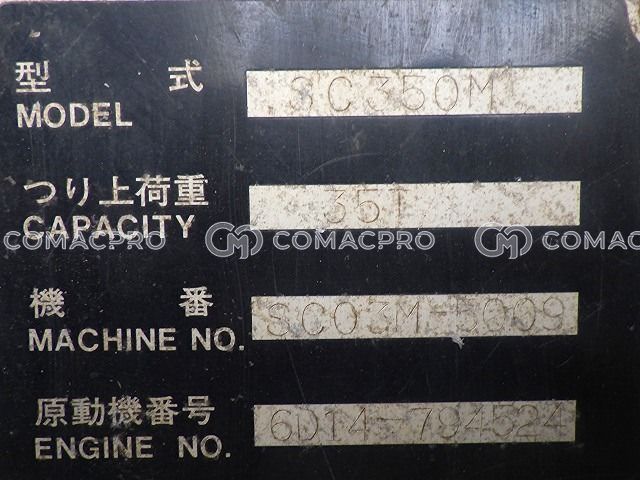 型 式 SC350M
MODEL
つり上荷重 35T
CAPACITY
COMACPRO COMACPRO COMACPRO
機 番 SC03M-5009
MACHINE NO.
原動機番号 6D14-794524
ENGINE NO.